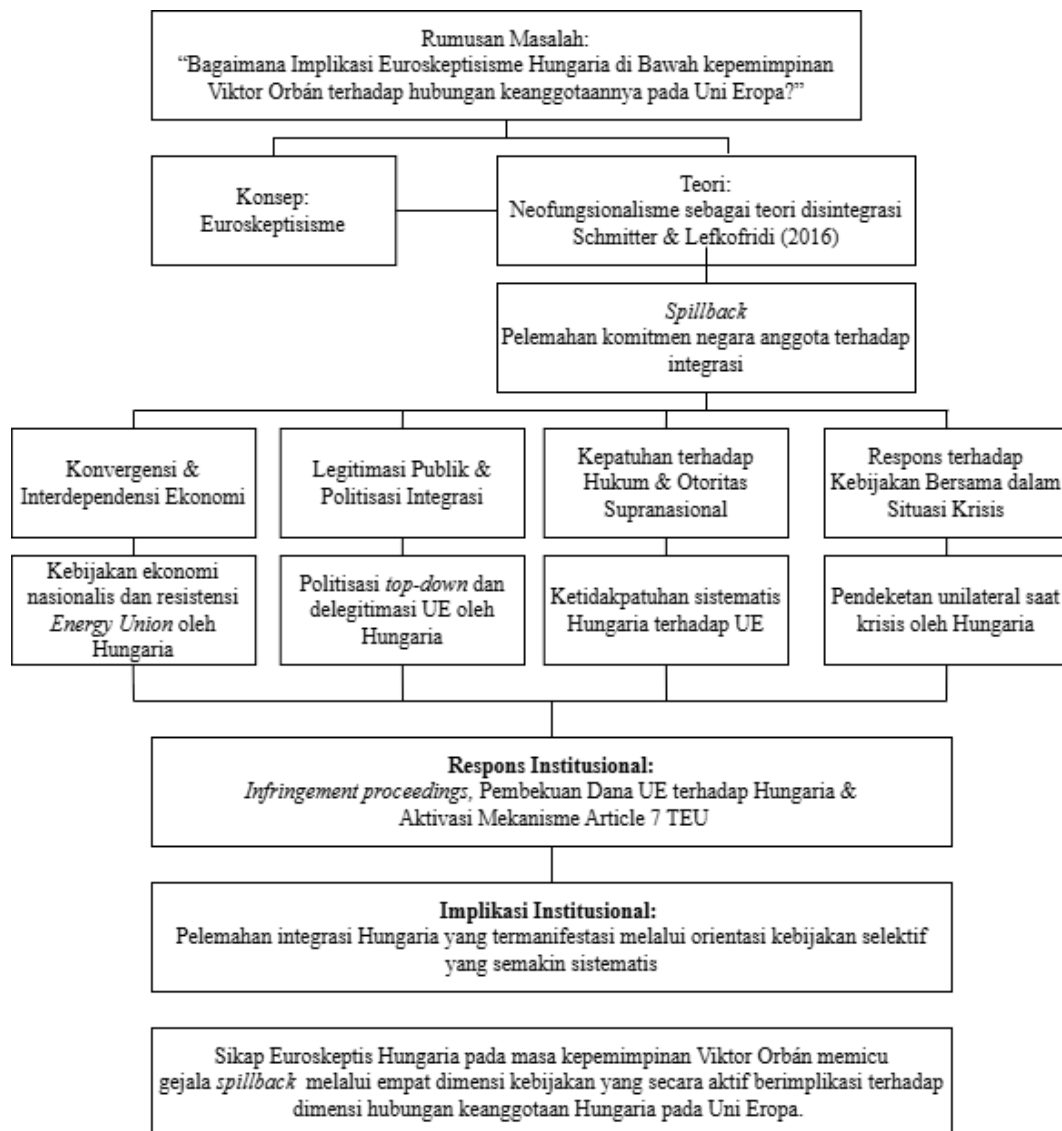 Rumusan Masalah:
“Bagaimana Implikasi Euroskeptisisme Hungaria di Bawah kepemimpinan
Viktor Orbán terhadap hubungan keanggotaannya pada Uni Eropa?”
Konsep:
Euroskeptisisme
Teori:
Neofungsionalisme sebagai teori disintegrasi
Schmitter & Lefkofridi (2016)
Spillback
Pelemahan komitmen negara anggota terhadap
integrasi
Konvergensi &
Interdependensi Ekonomi
Legitimasi Publik &
Politisasi Integrasi
Kepatuhan terhadap
Hukum & Otoritas
Supranasional
Respons terhadap
Kebijakan Bersama dalam
Situasi Krisis
Kebijakan ekonomi
nasionalis dan resistensi
Energy Union oleh
Hungaria
Politisasi top-down dan
delegitimasi UE oleh
Hungaria
Ketidakpatuhan sistematis
Hungaria terhadap UE
Pendeketan unilateral saat
krisis oleh Hungaria
Respons Institusional:
Infringement proceedings, Pembekuan Dana UE terhadap Hungaria &
Aktivasi Mekanisme Article 7 TEU
Implikasi Institusional:
Pelemahan integrasi Hungaria yang termanifestasi melalui orientasi kebijakan selektif
yang semakin sistematis
Sikap Euroskeptis Hungaria pada masa kepemimpinan Viktor Orbán memicu
gejala spillback melalui empat dimensi kebijakan yang secara aktif berimplikasi terhadap
dimensi hubungan keanggotaan Hungaria pada Uni Eropa.